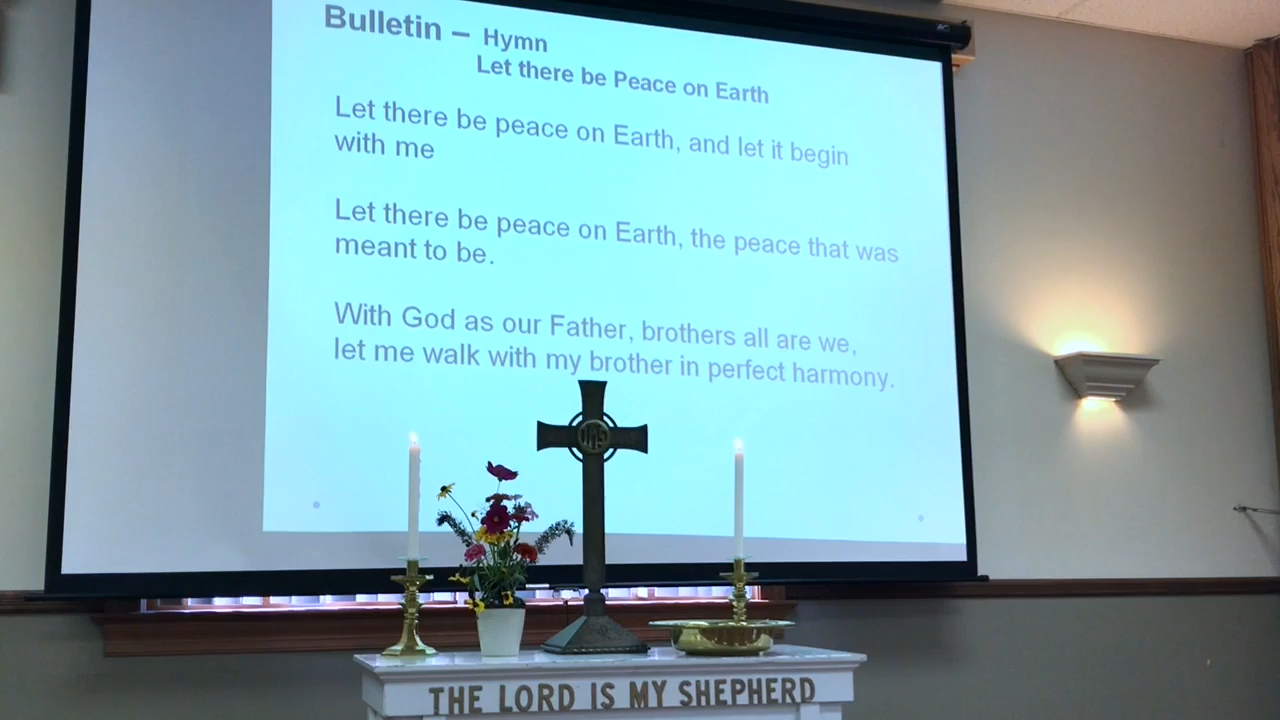 Bulletin – Hymn
Let there be Peace on Earth
Let there be peace on Earth, and let it begin
with me
Let there be peace on Earth, the peace that was
meant to be.
With God as our Father, brothers all are we,
let me walk with my brother in perfect harmony.
IHS
THE LORD IS MY SHEPHERD